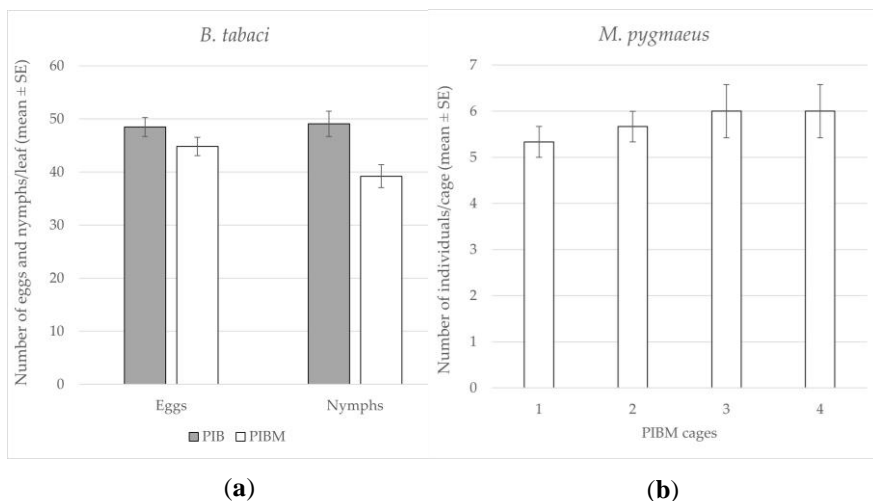 B. tabaci
Number of eggs and nymphs/leaf (mean ± SE)
60
50
40
30
20
10
0
Eggs
Nymphs
PIB
PIBM
(a)
M. pygmaeus
Number of individuals/cage (mean ± SE)
7
6
5
4
3
2
1
0
1
2
3
4
PIBM cages
(b)